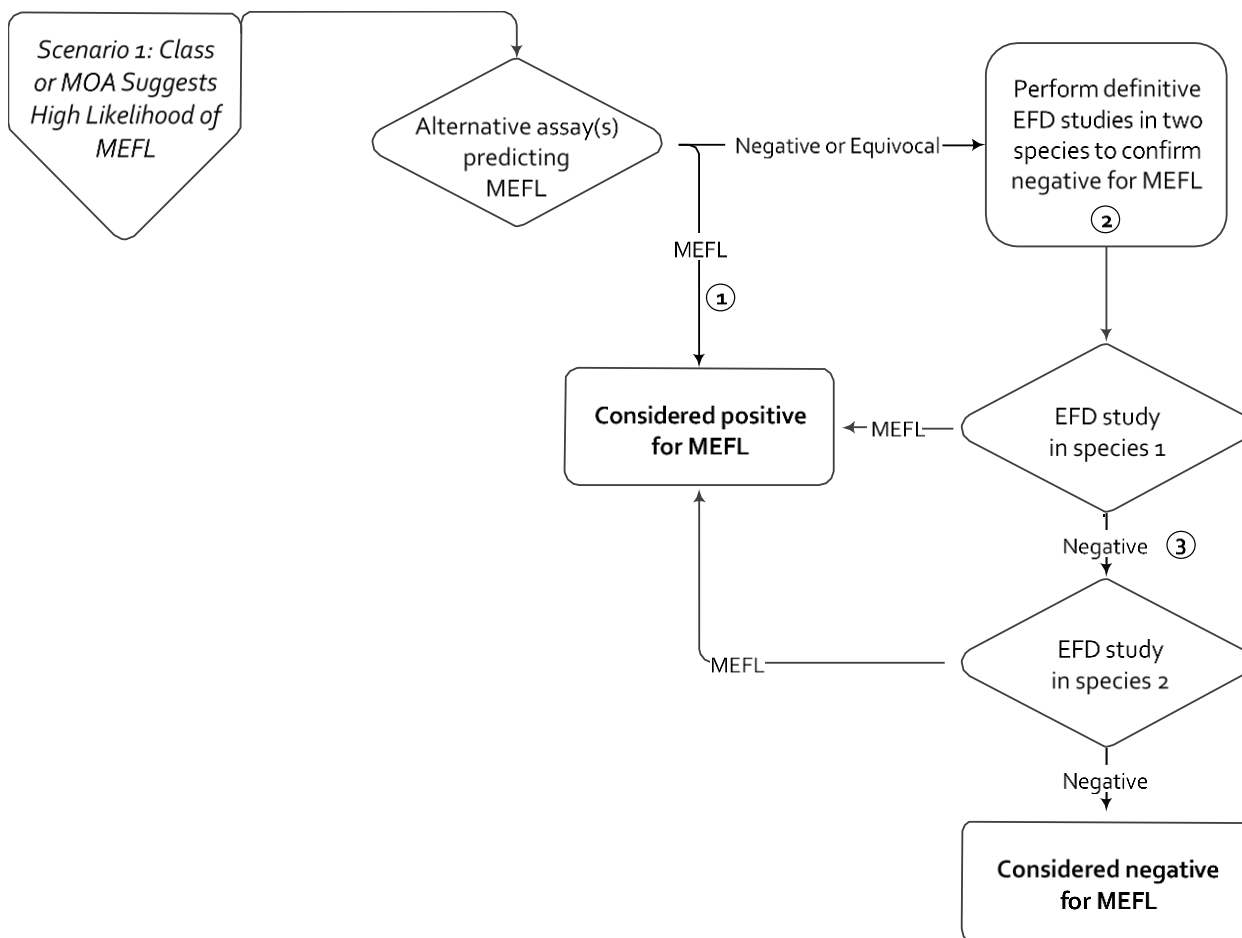 Scenario 1: Class
or MOA Suggests
High Likelihood of
MEFL
Alternative assay(s)
predicting
MEFL
Negative or Equivocal
Perform definitive
EFD studies in two
species to confirm
negative for MEFL
2
MEFL
1
Considered positive
for MEFL
MEFL
EFD study
in species 1
Negative 3
MEFL
EFD study
in species 2
Negative
Considered negative
for MEFL